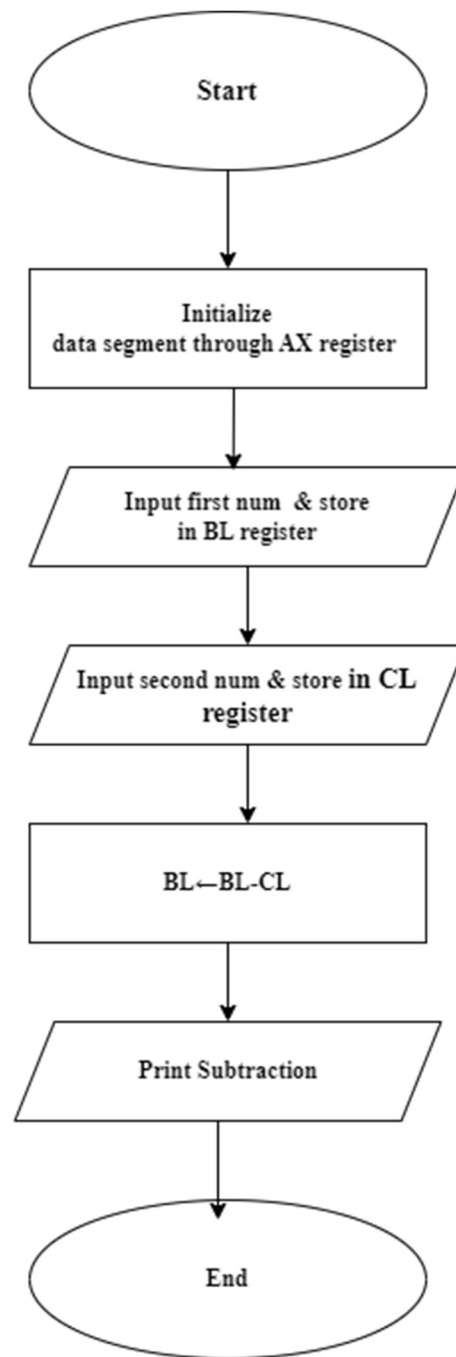 Start
Initialize
data segment through AX register
Input first num & store
in BL register
Input second num & store in CL
register
BL←BL-CL
Print Subtraction
End